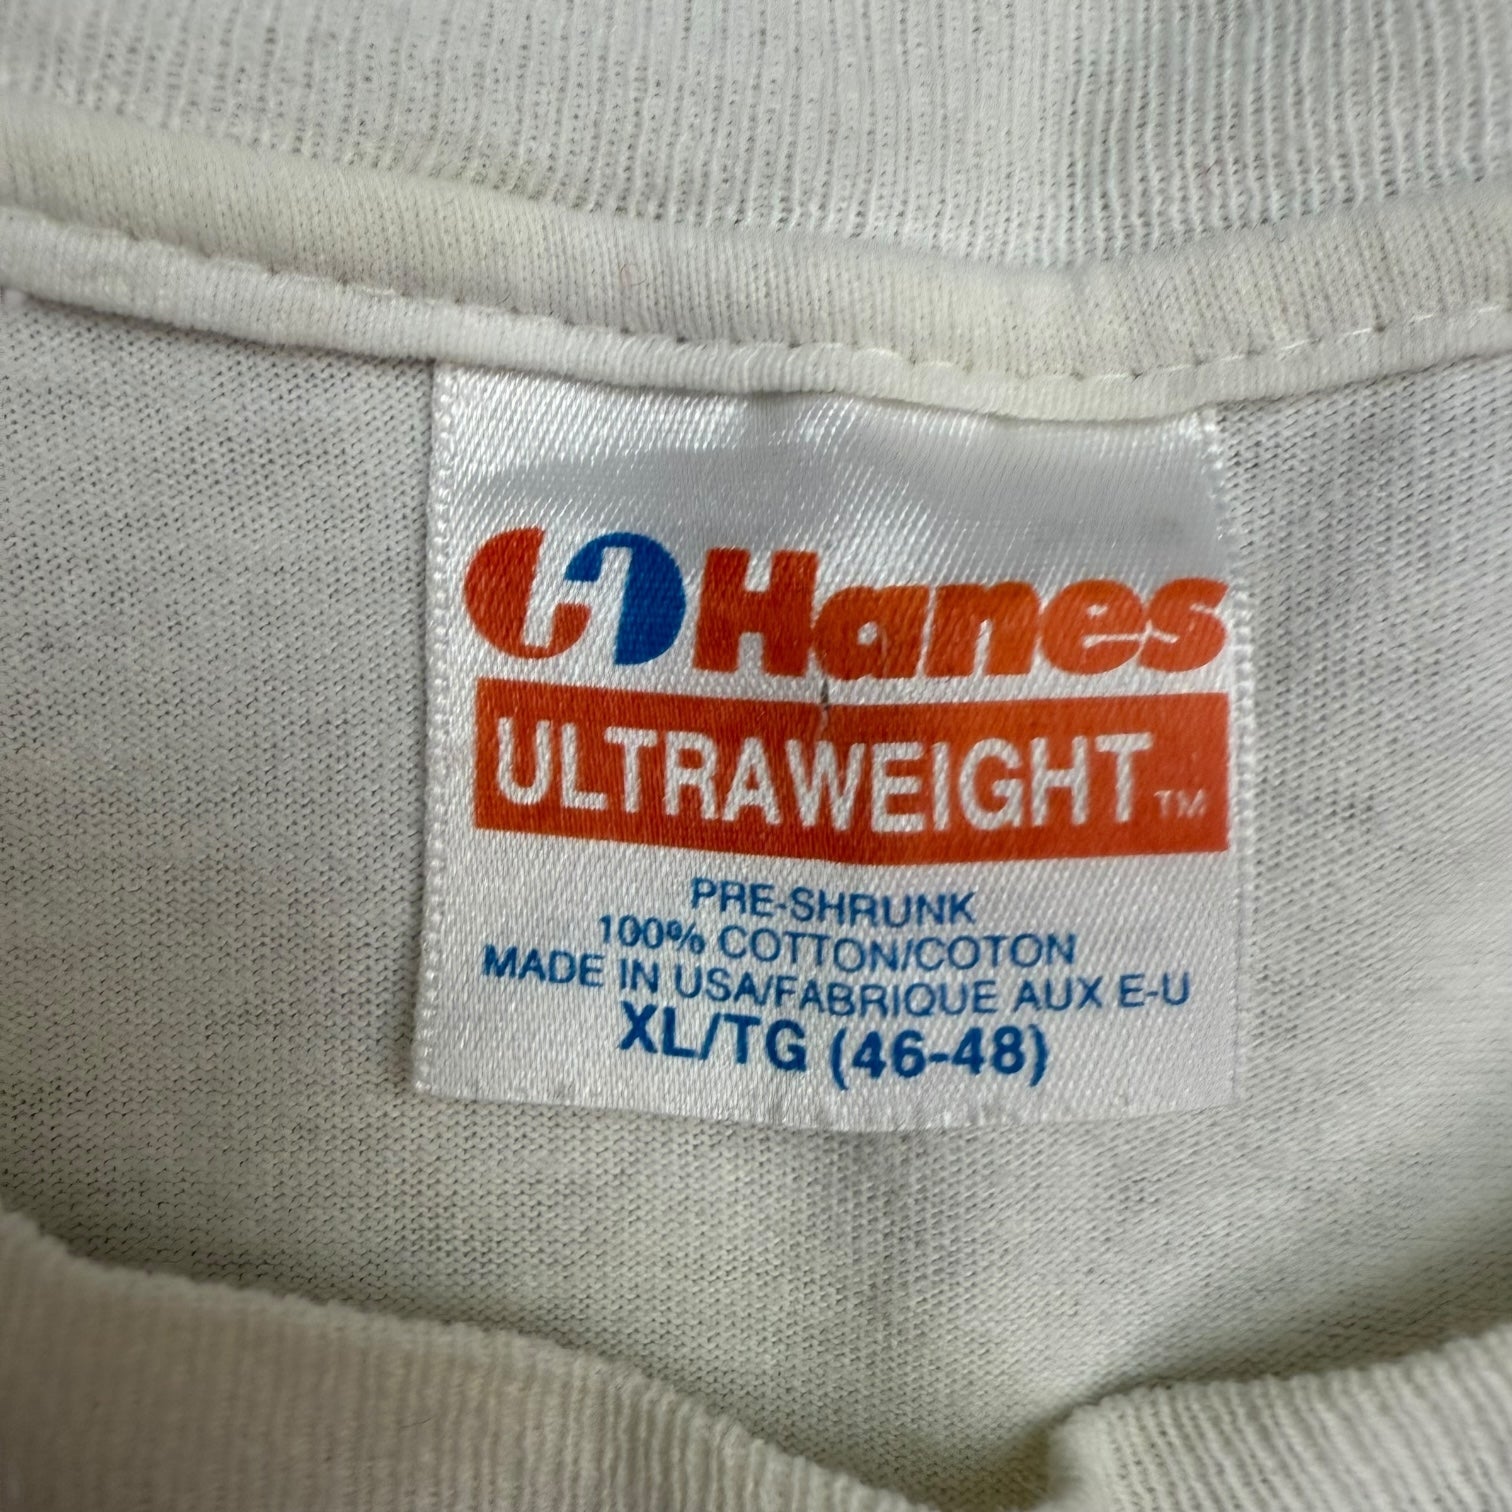 Hanes
ULTRAWEIGHT™
PRE-SHRUNK
100% COTTON/COTON
MADE IN USA/FABRIQUE AUX E-U
XL/TG (46-48)